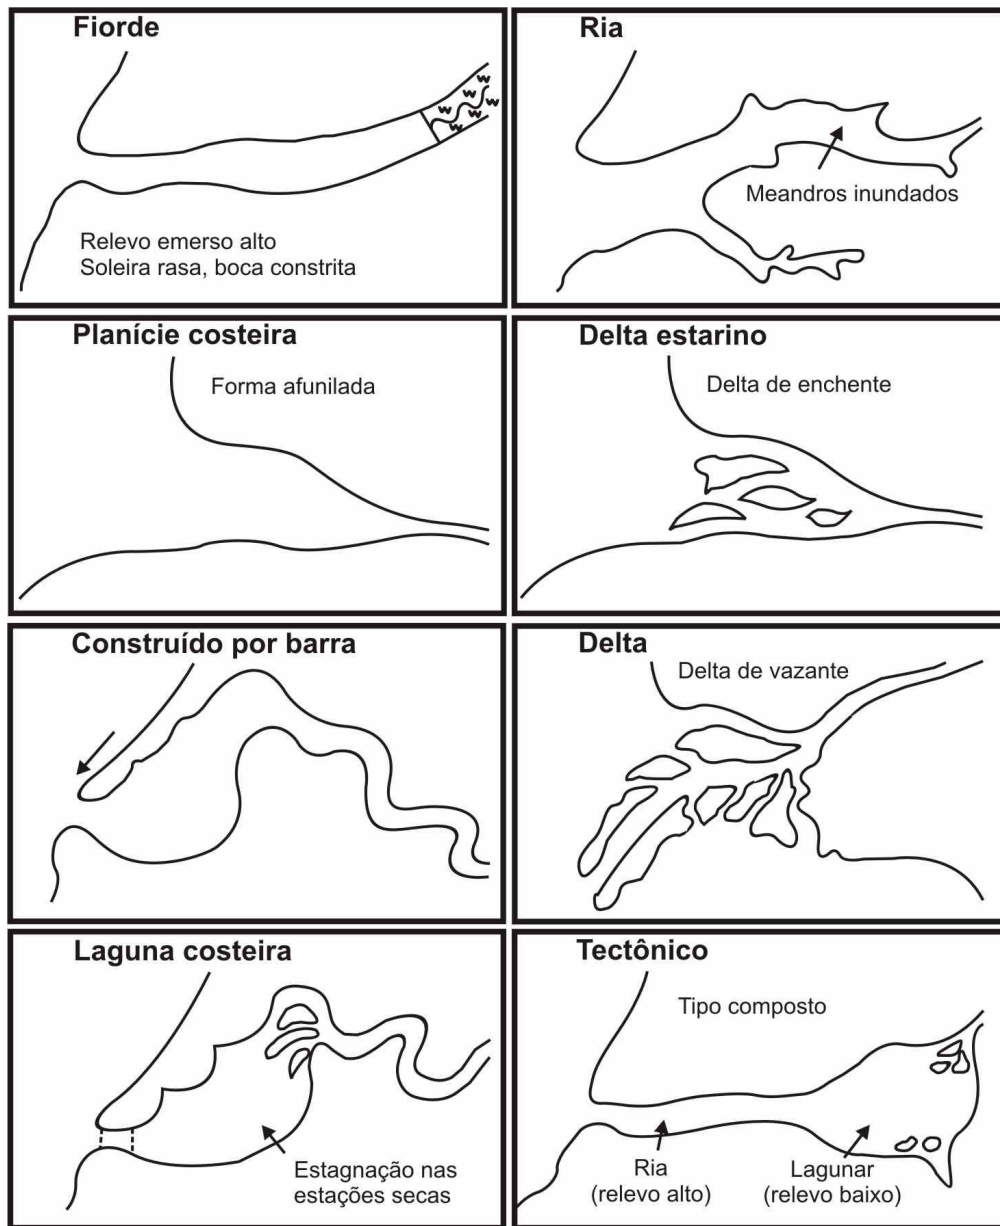 Fiorde
Relevo emerso alto
Soleira rasa, boca constrita
Ria
Meandros inundados
Planície costeira
Forma afunilada
Delta estarino
Delta de enchente
Construído por barra
Delta
Delta de vazante
Laguna costeira
Estagnação nas
estações secas
Tectônico
Tipo composto
Ria
(relevo alto)
Lagunar
(relevo baixo)